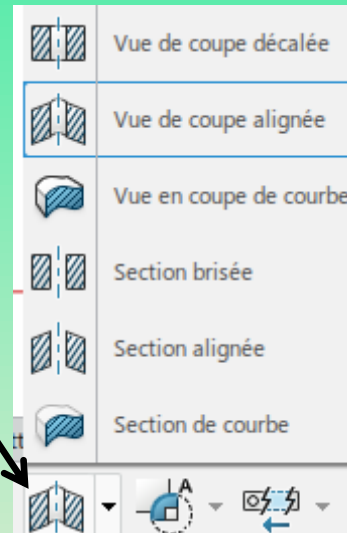 Vue de coupe décalée
Vue de coupe alignée
Vue en coupe de courbe
Section brisée
Section alignée
Section de courbe
tt
A